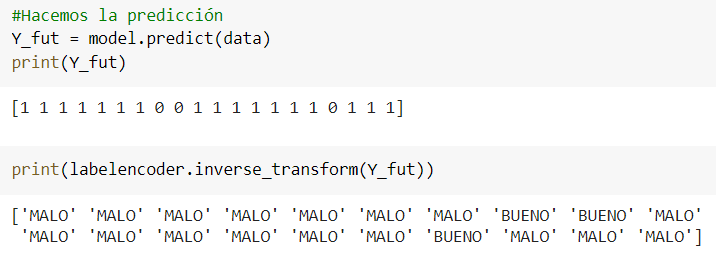 #Hacemos la predicción
Y_fut = model.predict(data)
print(Y_fut)
[1 1 1 1 1 1 1 0 0 1 1 1 1 1 1 1 0 1 1 1]
print(labelencoder.inverse_transform(Y_fut))
['MALO' 'MALO' 'MALO' 'MALO' 'MALO' 'MALO' 'MALO' 'BUENO' 'BUENO' 'MALO'
'MALO' 'MALO' 'MALO' 'MALO' 'MALO' 'MALO' 'BUENO' 'MALO' 'MALO' 'MALO']